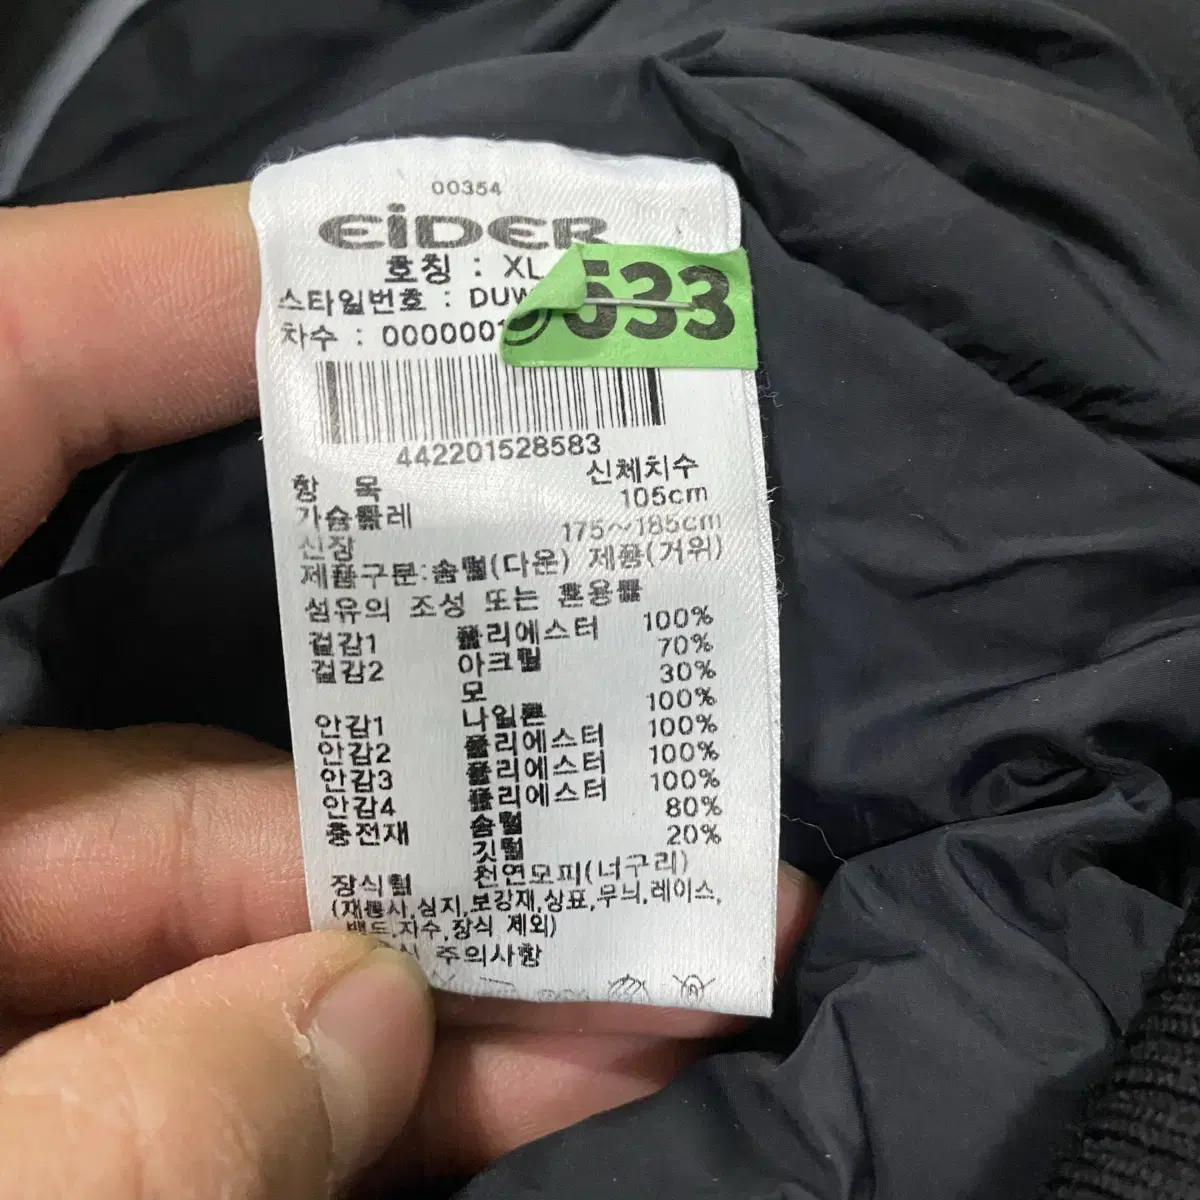 00354
EiDER
호칭 : XL
533
스타일번호 : DUW
차수 : 0000001
442201528583
항 목 신체치수
가슴둘레 105cm
신장 175~185cm
제품구분:솜털(다운) 제품(거위)
섬유의 조성 또는 혼용률
겉감1 폴리에스터 100%
겉감2 아크릴 70%
모 30%
안감1 나일론 100%
안감2 폴리에스터 100%
안감3 폴리에스터 100%
안감4 폴리에스터 100%
충전재 솜털 80%
깃털 20%
장식털 천연모피(너구리)
(재봉사,심지,보강재,상표,무늬,레이스,
밴드,자수,장식 제외)
주의사항